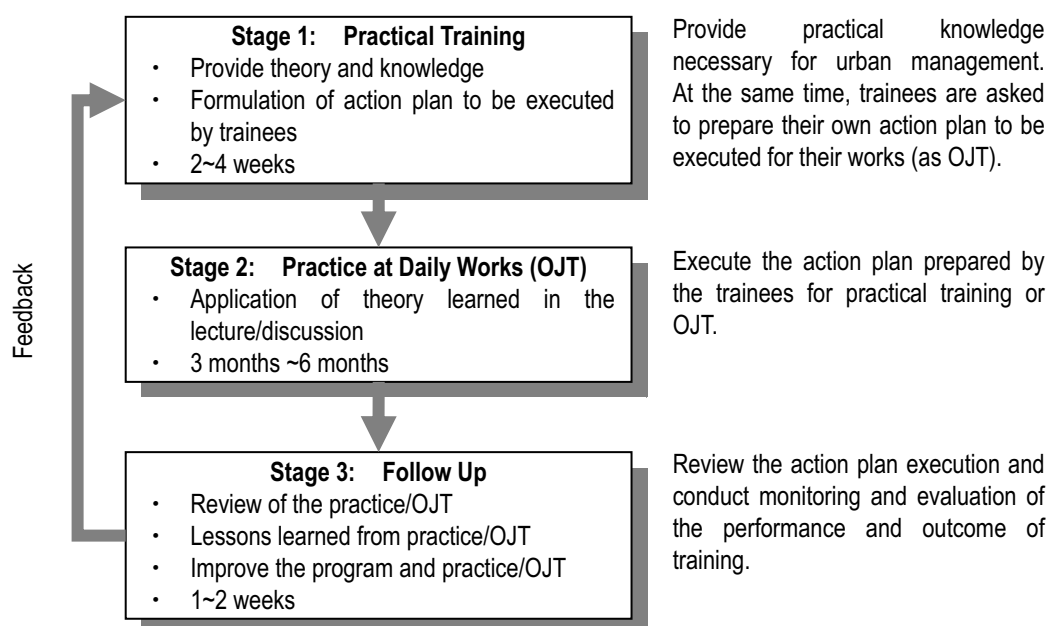 Stage 1: Practical Training
・ Provide theory and knowledge
・ Formulation of action plan to be executed
by trainees
・ 2~4 weeks
Provide practical knowledge
necessary for urban management.
At the same time, trainees are asked
to prepare their own action plan to be
executed for their works (as OJT).
Feedback
Stage 2: Practice at Daily Works (OJT)
・ Application of theory learned in the
lecture/discussion
・ 3 months ~6 months
Execute the action plan prepared by
the trainees for practical training or
OJT.
Stage 3: Follow Up
・ Review of the practice/OJT
・ Lessons learned from practice/OJT
・ Improve the program and practice/OJT
・ 1~2 weeks
Review the action plan execution and
conduct monitoring and evaluation of
the performance and outcome of
training.